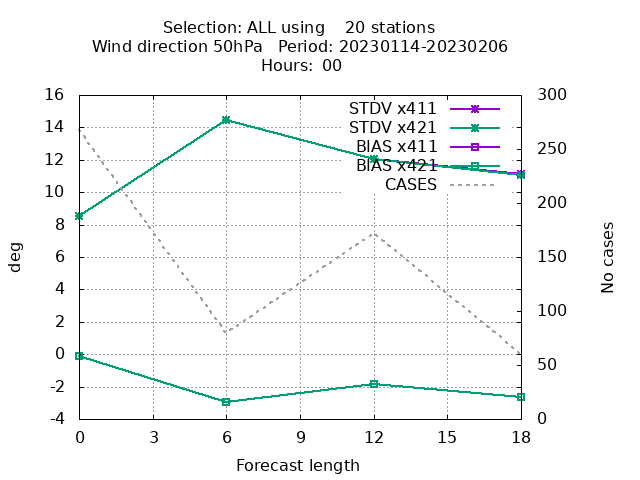 Selection: ALL using    20 stations
Wind direction 50hPa   Period: 20230114-20230206
Hours:  00
STDV x411
STDV x421
BIAS x411
BIAS x421
CASES
16
14
12
10
8
6
4
2
0
-2
-4
deg
300
250
200
150
100
50
0
No cases
0 3 6 9 12 15 18
Forecast length